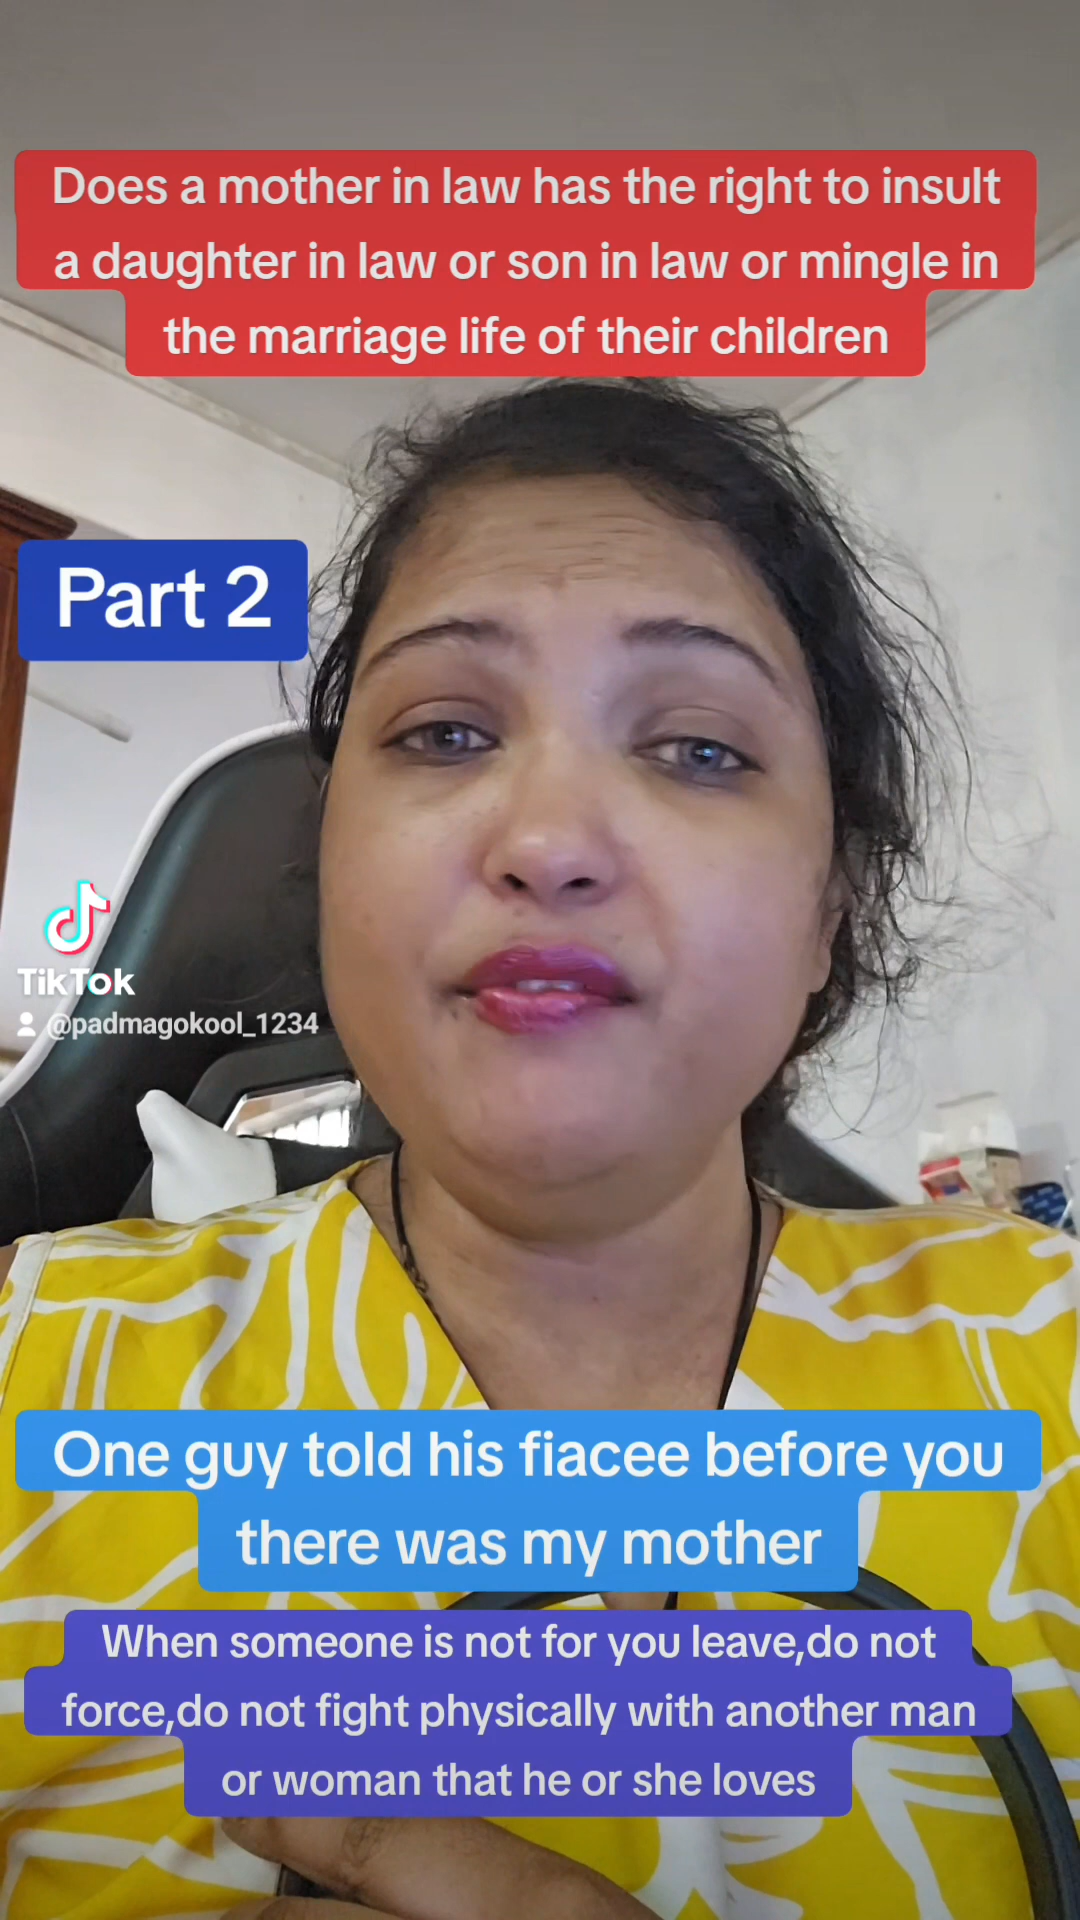 Does a mother in law has the right to insult
a daughter in law or son in law or mingle in
the marriage life of their children
Part 2
TikTok
@padmagokool_1234
One guy told his fiacee before you
there was my mother
When someone is not for you leave,do not
force,do not fight physically with another man
or woman that he or she loves